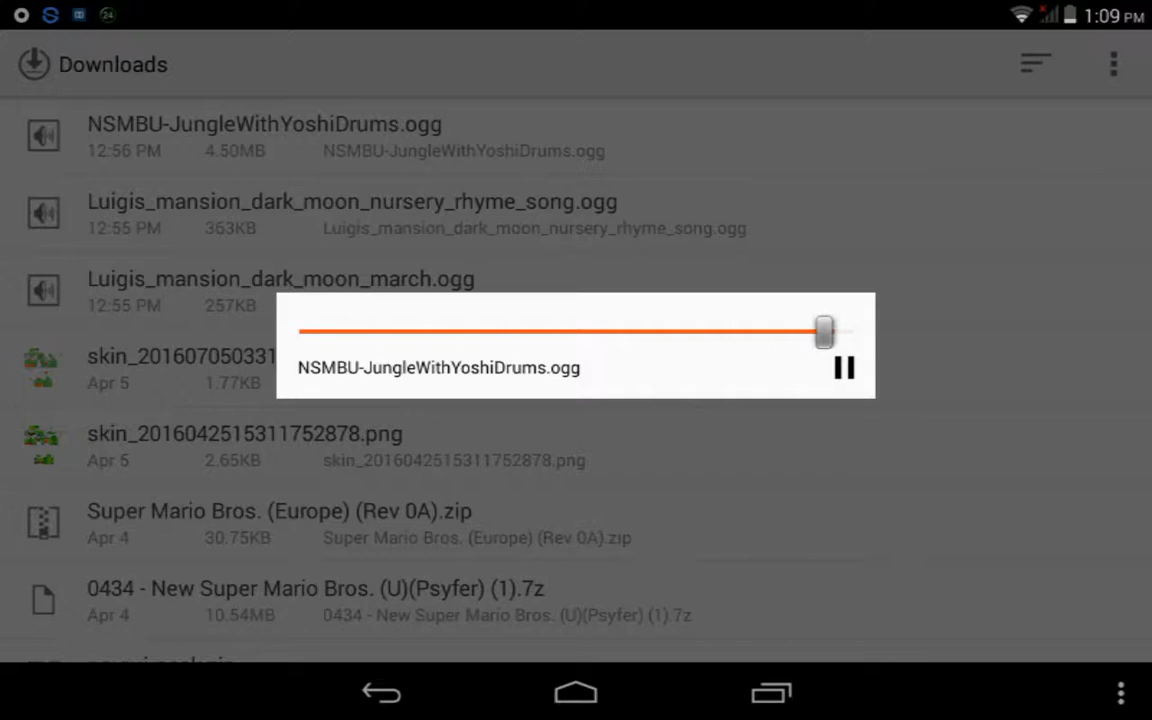 24
1:09 PM
Downloads
NSMBU-JungleWithYoshiDrums.ogg
12:56 PM 4.50MB NSMBU-JungleWithYoshiDrums.ogg
Luigis_mansion_dark_moon_nursery_rhyme_song.ogg
12:55 PM 363KB Luigis_mansion_dark_moon_nursery_rhyme_song.ogg
Luigis_mansion_dark_moon_march.ogg
12:55 PM 257KB
skin_201607050331
Apr 5 1.77KB
NSMBU-JungleWithYoshiDrums.ogg
skin_2016042515311752878.png
Apr 5 2.65KB skin_2016042515311752878.png
Super Mario Bros. (Europe) (Rev 0A).zip
Apr 4 30.75KB Super Mario Bros. (Europe) (Rev 0A).zip
0434 - New Super Mario Bros. (U)(Psyfer) (1).7z
Apr 4 10.54MB 0434 - New Super Mario Bros. (U)(Psyfer) (1).7z